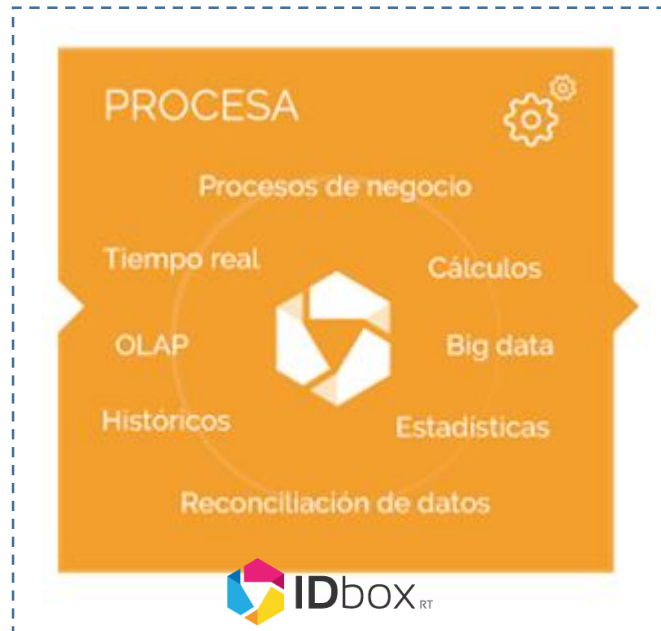 PROCESA
Procesos de negocio
Tiempo real
Cálculos
OLAP
Big data
Históricos
Estadísticas
Reconciliación de datos
IDbox RT